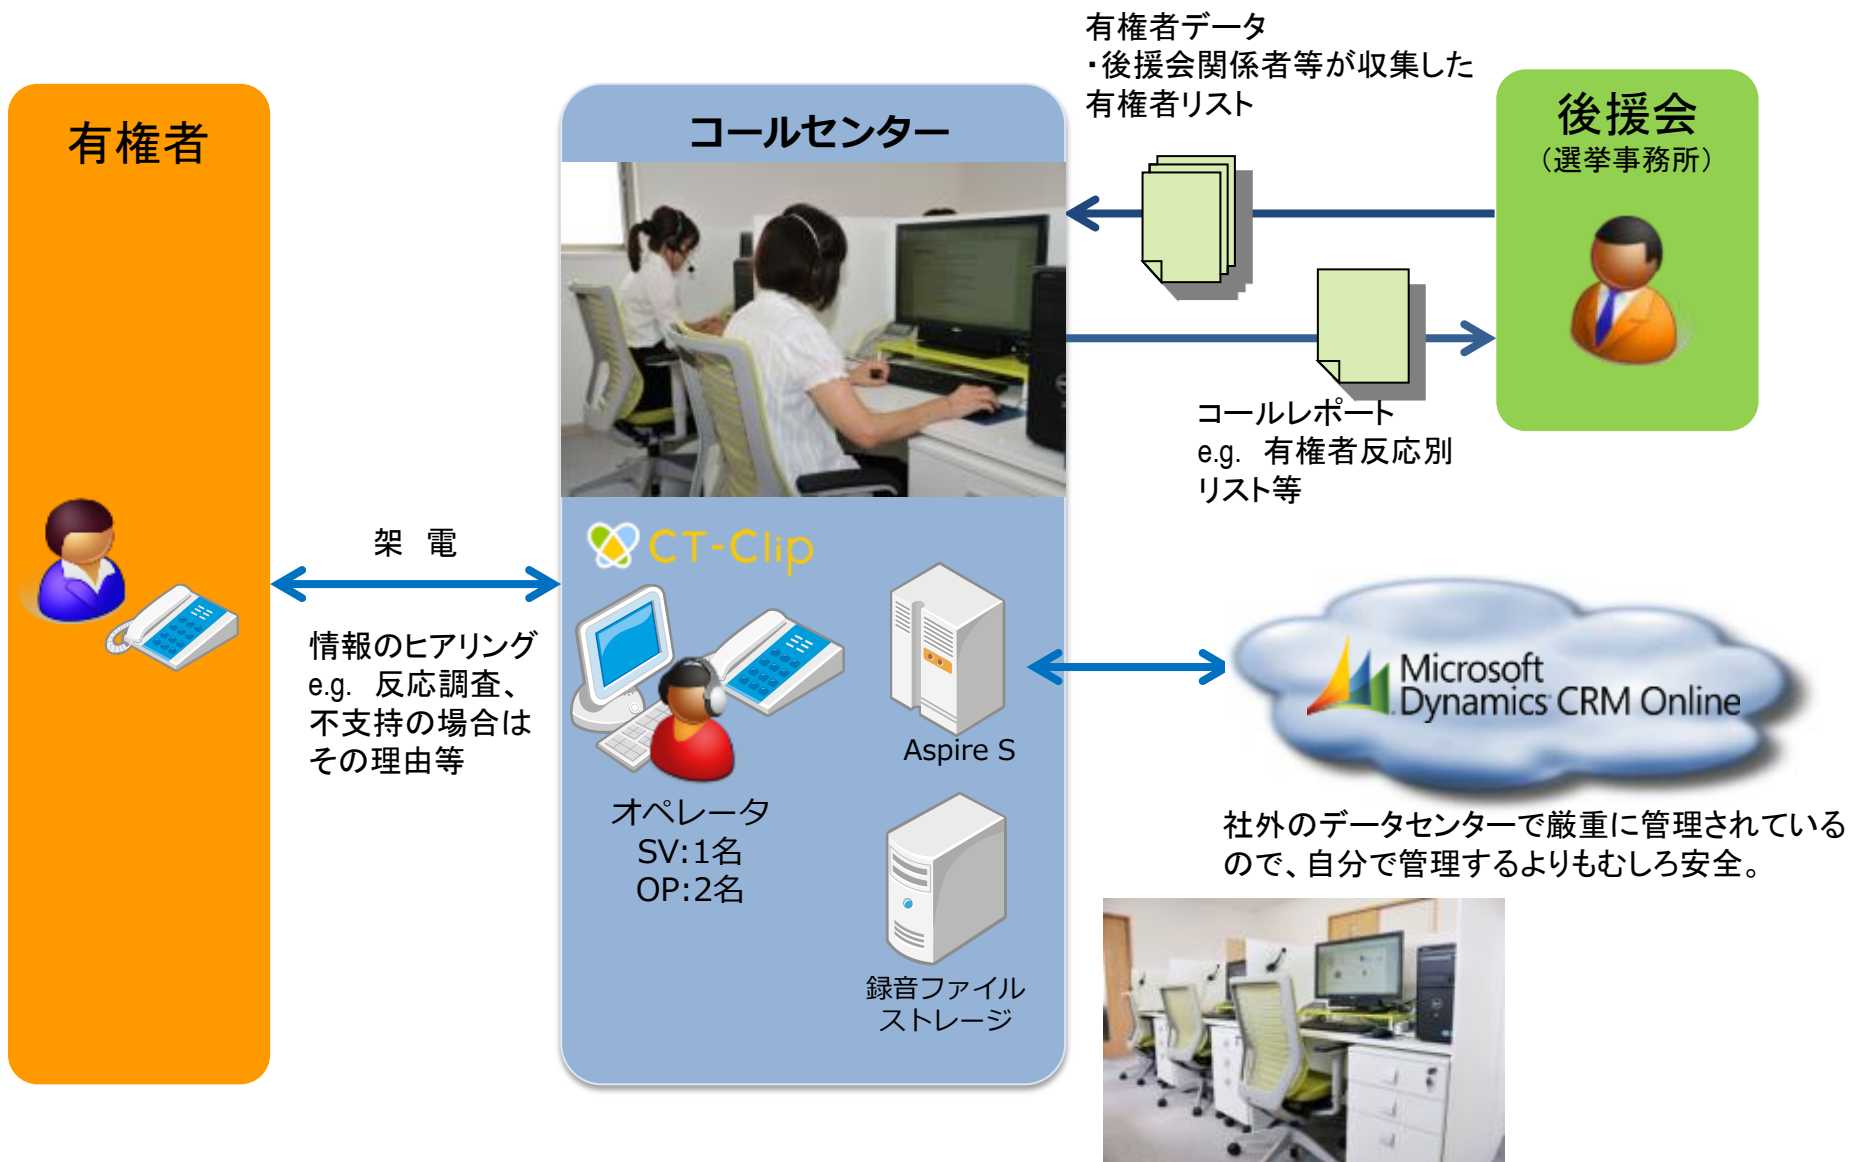 有権者データ
・後援会関係者等が収集した
有権者リスト
有権者
コールセンター
後援会
（選挙事務所）
コールレポート
e.g. 有権者反応別
リスト等
架 電
情報のヒアリング
e.g. 反応調査、
不支持の場合は
その理由等
CT-Clip
Aspire S
オペレータ
SV:1名
OP:2名
録音ファイル
ストレージ
Microsoft
Dynamics CRM Online
社外のデータセンターで厳重に管理されている
ので、自分で管理するよりもむしろ安全。